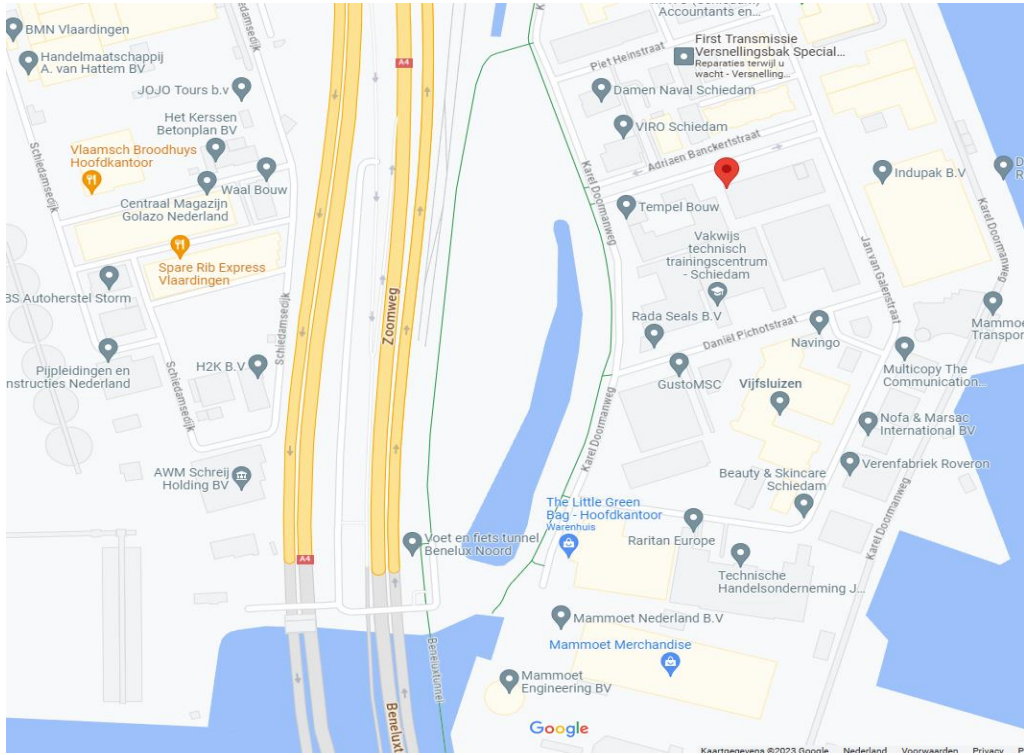 BMN Vlaardingen
Handelmaatschappij
A. van Hattem BV
JOJO Tours b.v
Het Kerssen
Betonplan BV
Vlaamsch Broodhuys
Hoofdkantoor
Waal Bouw
Centraal Magazijn
Golazo Nederland
Spare Rib Express
Vlaardingen
BS Autoherstel Storm
Pijpleidingen en
nstructies Nederland
H2K B.V
AWM Schreij
Holding BV
Schiedamsedijk
Schiedamsedijk
Schiedamsedijk
Schiedamsedijk
A4
A4
Zoomweg
Voet en fiets tunnel
Benelux Noord
Beneluxtunnel
Beneluxt
Accountants en...
First Transmissie
Versnellingsbak Special...
Reparaties terwijl u
wacht - Versnelling...
Piet Heinstraat
Damen Naval Schiedam
VIRO Schiedam
Adriaen Banckertstraat
Karel Doormanweg
Tempel Bouw
Indupak B.V
D
R
Karel Doormanweg
Vakwijs
technisch
trainingscentrum
- Schiedam
Jan van Galenstraat
Rada Seals B.V
Daniël Pichotstraat
Navingo
Mammoet
Transpor
GustoMSC
Vijfsluizen
Multicopy The
Communication...
Karel Doormanweg
Nofa & Marsac
International BV
Beauty & Skincare
Schiedam
Verenfabriek Roveron
The Little Green
Bag - Hoofdkantoor
Warenhuis
Raritan Europe
Karel Doormanweg
Technische
Handelsonderneming J...
Mammoet Nederland B.V
Mammoet Merchandise
Mammoet
Engineering BV
Google
Kaartgegevens ©2023 Google Nederland Voorwaarden Privacy